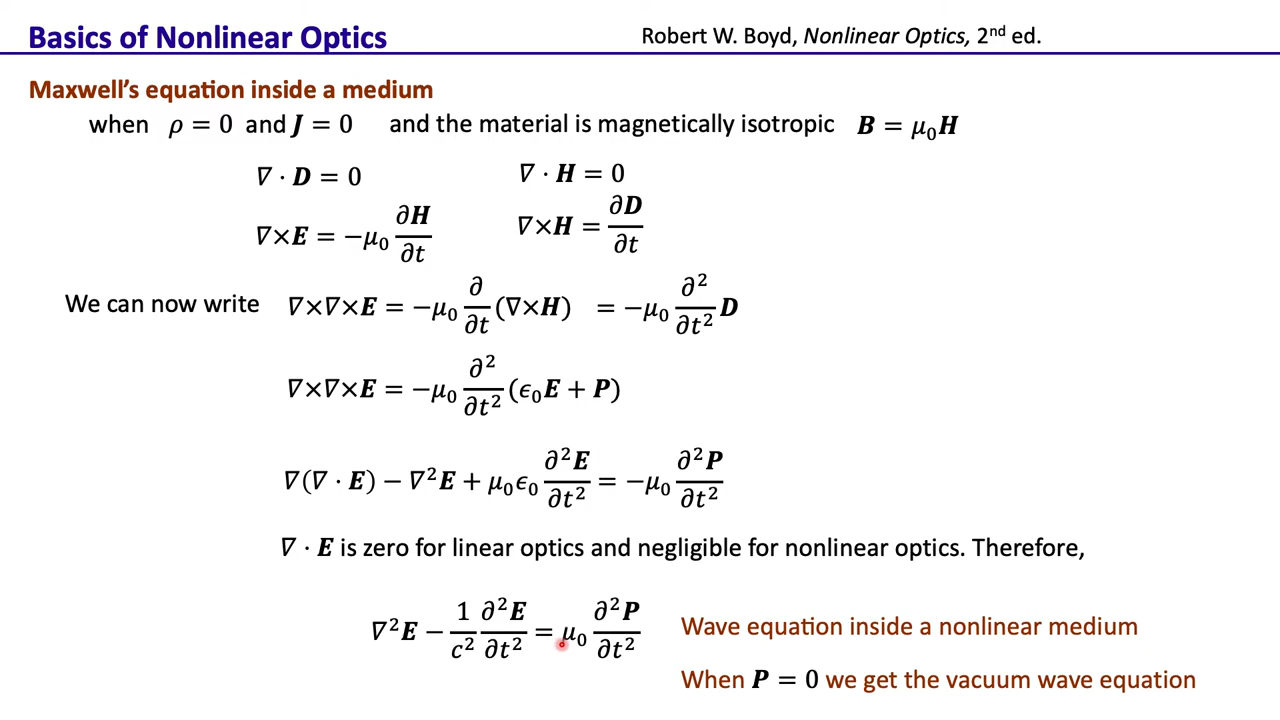 Basics of Nonlinear Optics
Robert W. Boyd, Nonlinear Optics, 2nd ed.
Maxwell’s equation inside a medium
when ρ = 0 and J = 0 and the material is magnetically isotropic B = μ₀H
∇ · D = 0 ∇ · H = 0
∇×E = −μ₀ ∂H/∂t ∇×H = ∂D/∂t
We can now write ∇×∇×E = −μ₀ ∂/∂t (∇×H) = −μ₀ ∂²/∂t² D
∇×∇×E = −μ₀ ∂²/∂t² (ϵ₀E + P)
∇(∇ · E) − ∇²E + μ₀ϵ₀ ∂²E/∂t² = −μ₀ ∂²P/∂t²
∇ · E is zero for linear optics and negligible for nonlinear optics. Therefore,
∇²E − 1/c² ∂²E/∂t² = μ₀ ∂²P/∂t² Wave equation inside a nonlinear medium
When P = 0 we get the vacuum wave equation